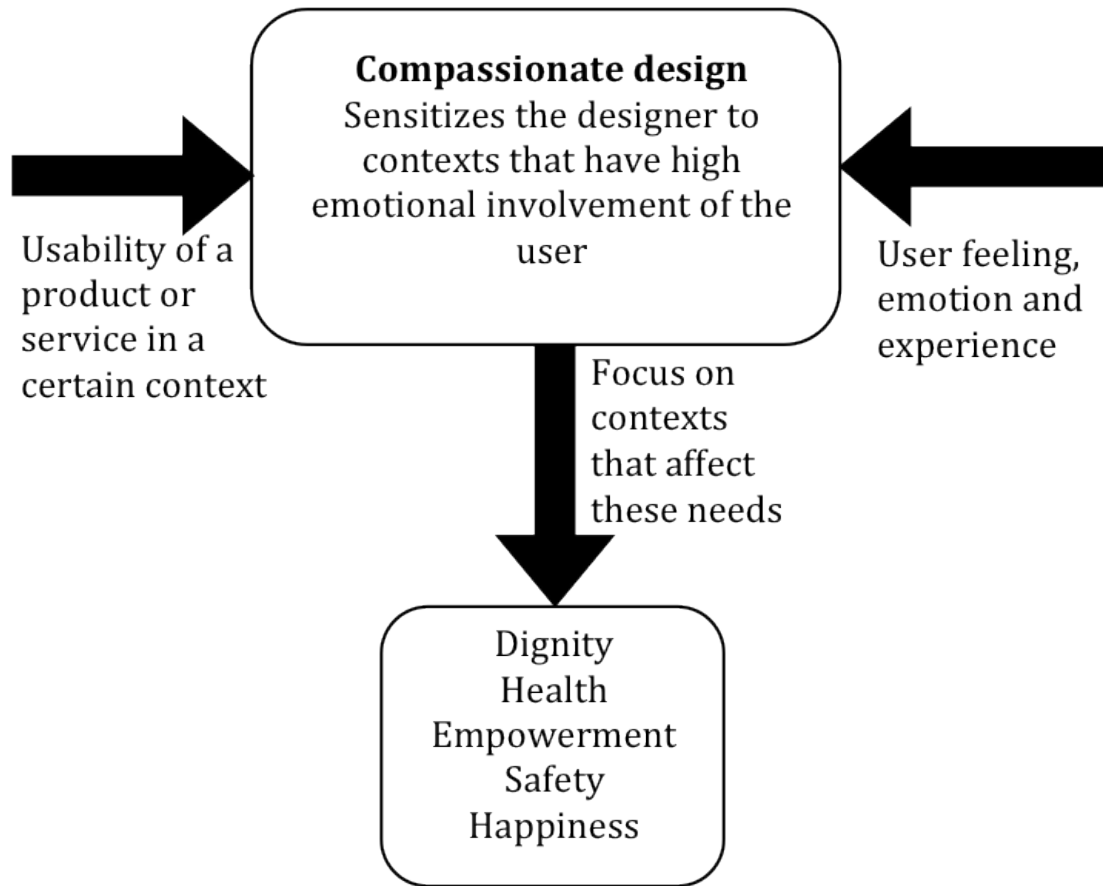 Compassionate design
Sensitizes the designer to
contexts that have high
emotional involvement of the
user
Usability of a
product or
service in a
certain context
User feeling,
emotion and
experience
Focus on
contexts
that affect
these needs
Dignity
Health
Empowerment
Safety
Happiness